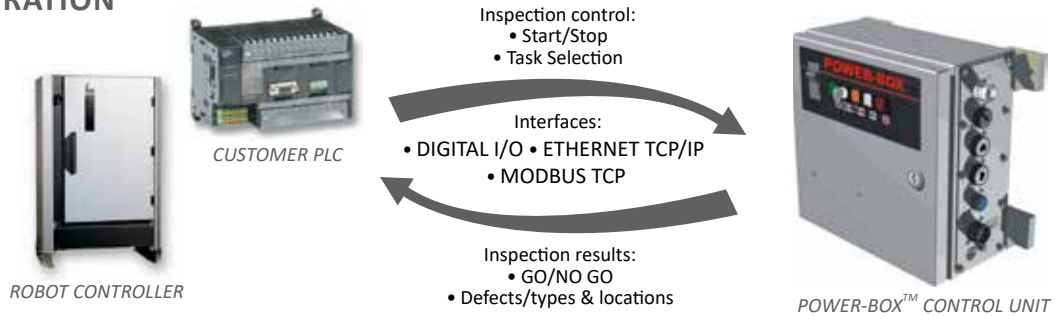 RATION
Inspection control:
• Start/Stop
• Task Selection
Interfaces:
• DIGITAL I/O • ETHERNET TCP/IP
• MODBUS TCP
Inspection results:
• GO/NO GO
• Defects/types & locations
CUSTOMER PLC
ROBOT CONTROLLER
POWER-BOX
POWER-BOX™ CONTROL UNIT